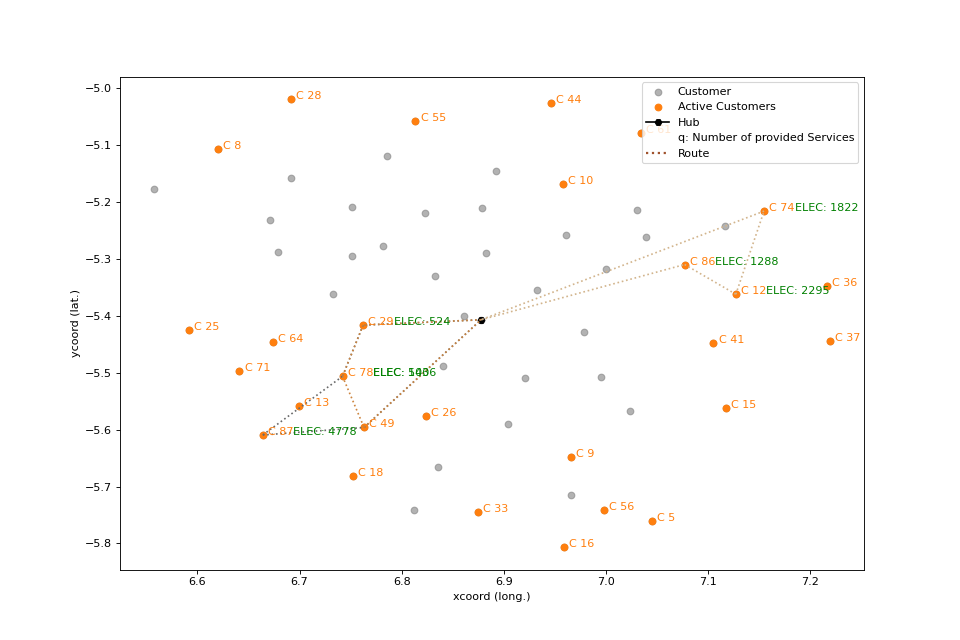 Customer
Active Customers
Hub
q: Number of provided Services
Route
C 28
C 44
C 55
C 8
C 10
C 74 ELEC: 1822
C 86 ELEC: 1288
C 36
C 12 ELEC: 2295
C 29 ELEC: 524
C 25
C 64
C 41
C 37
C 71
C 78 ELEC:
C 13
C 15
C 26
C 49
C 87 ELEC: 4778
C 9
C 18
C 33
C 56
C 5
C 16
−5.0
−5.1
−5.2
−5.3
−5.4
−5.5
−5.6
−5.7
−5.8
ycoord (lat.)
6.6 6.7 6.8 6.9 7.0 7.1 7.2
xcoord (long.)